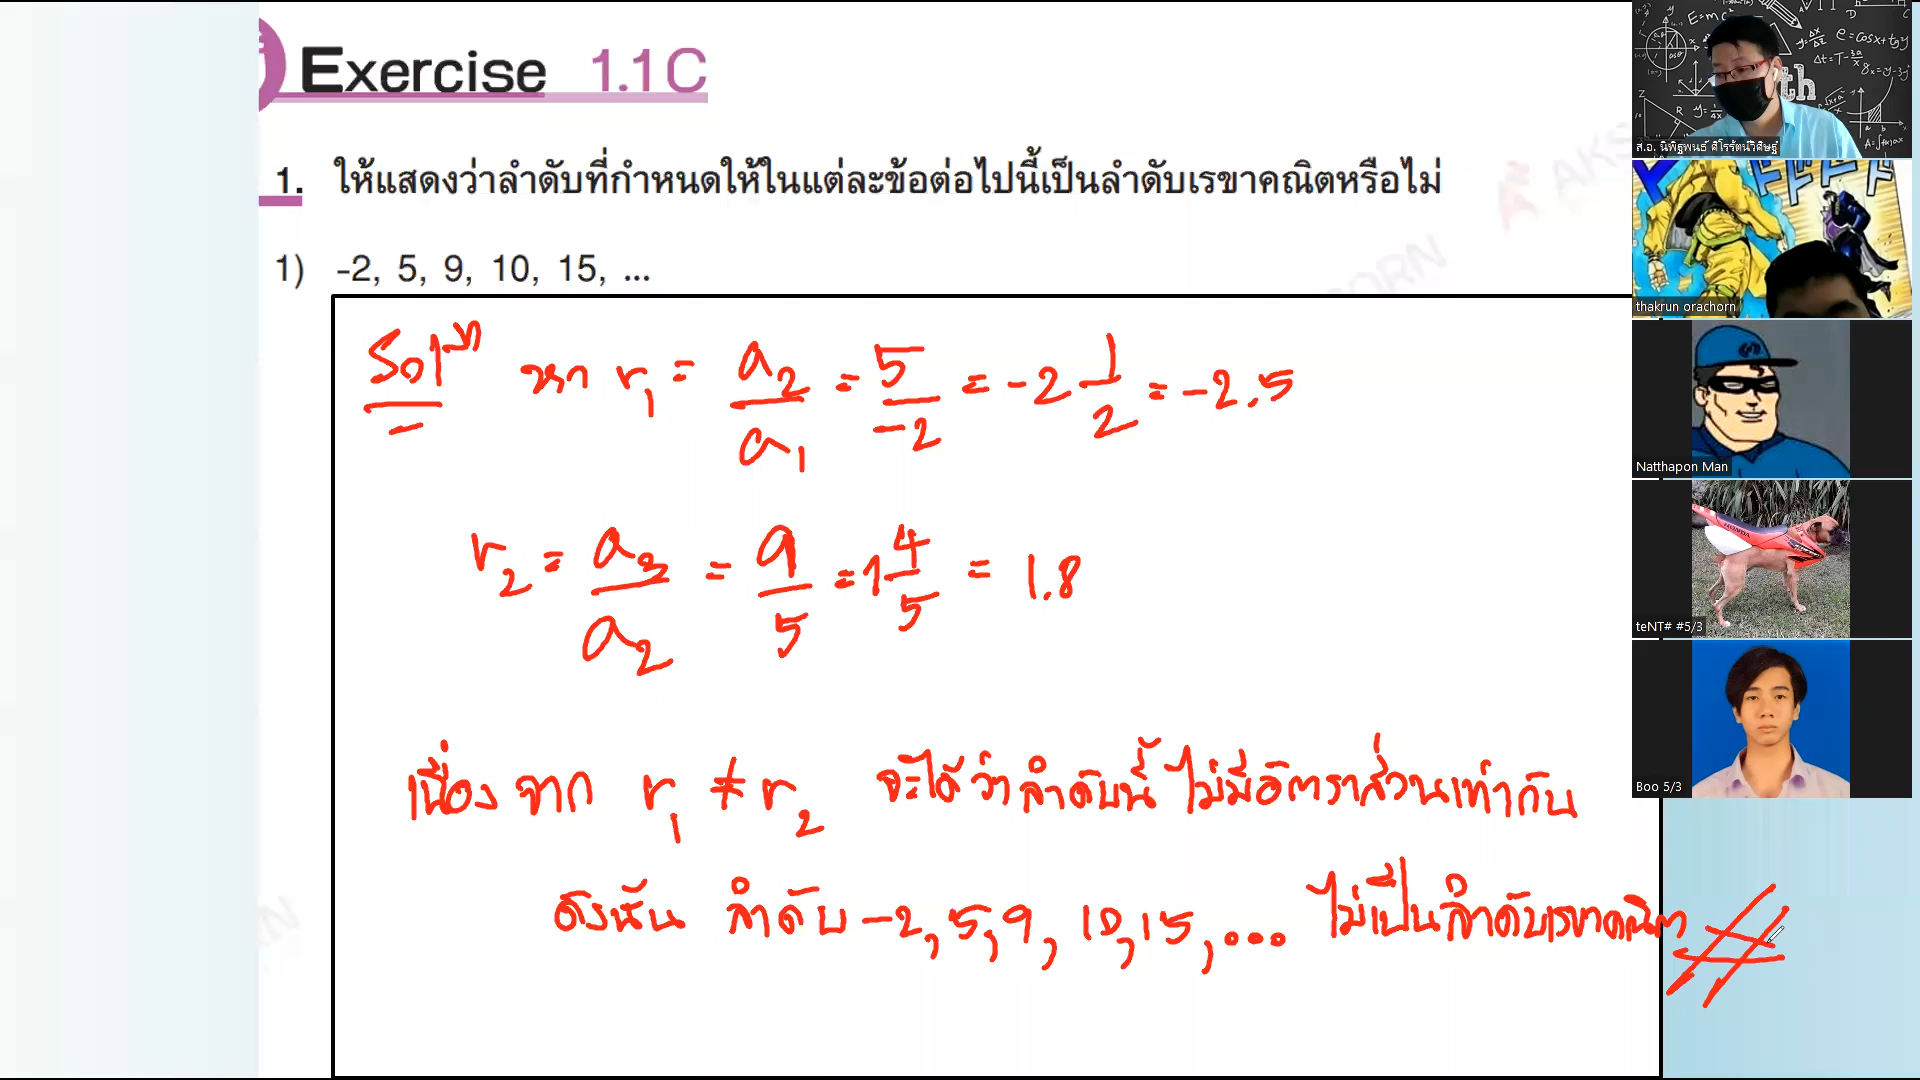 Exercise 1.1C
1. ให้แสดงว่าลำดับที่กำหนดให้ในแต่ละข้อต่อไปนี้เป็นลำดับเรขาคณิตหรือไม่
1) -2, 5, 9, 10, 15, ...
Solⁿ หา r₁ = a₂/a₁ = 5/-2 = -2 1/2 = -2.5
r₂ = a₃/a₂ = 9/5 = 1 4/5 = 1.8
เนื่องจาก r₁ ≠ r₂ จะได้ว่าลำดับนี้ไม่มีอัตราส่วนเท่ากัน
ดังนั้น ลำดับ -2, 5, 9, 10, 15, ... ไม่เป็นลำดับเรขาคณิต #
ส.อ. นิพิฐพนธ์ ศิโรรัตน์วิศิษฎ์
thakrun orachorn
Natthapon Man
teNT# #5/3
Boo 5/3